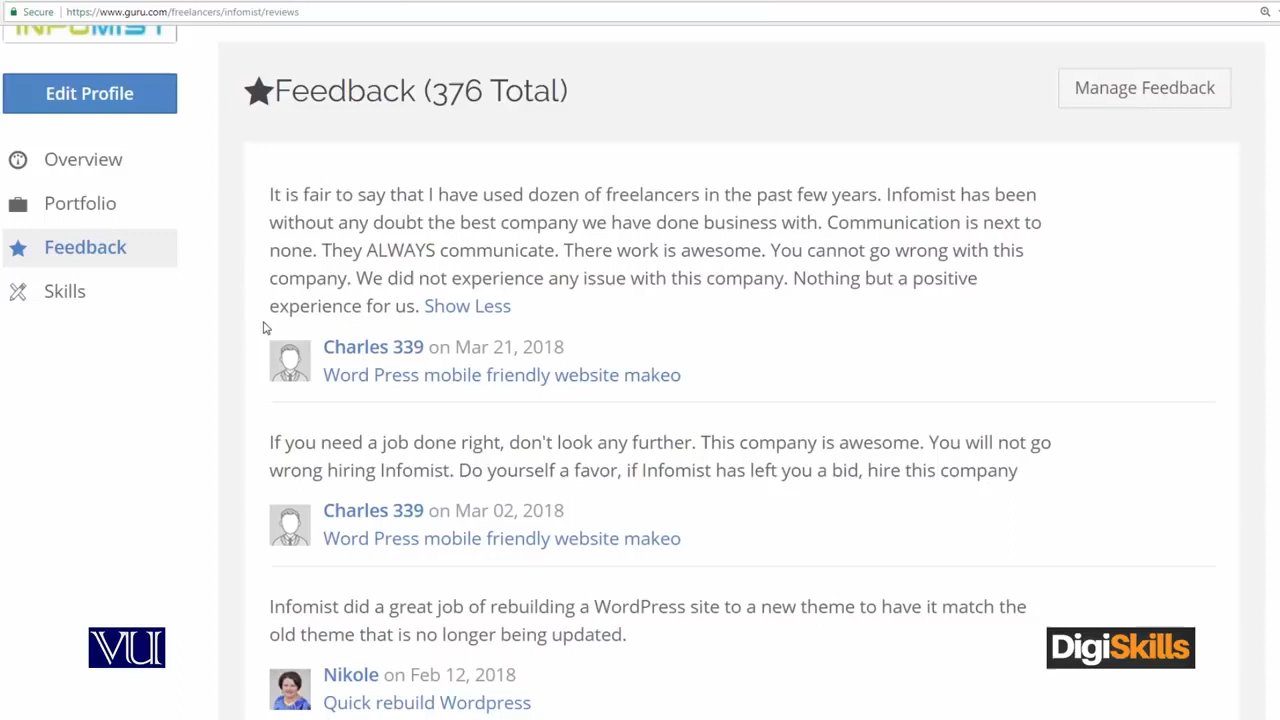 Secure
https://www.guru.com/freelancers/infomist/reviews
INFOMIST
Edit Profile
Overview
Portfolio
Feedback
Skills
Feedback (376 Total)
Manage Feedback
It is fair to say that I have used dozen of freelancers in the past few years. Infomist has been
without any doubt the best company we have done business with. Communication is next to
none. They ALWAYS communicate. There work is awesome. You cannot go wrong with this
company. We did not experience any issue with this company. Nothing but a positive
experience for us. Show Less
Charles 339 on Mar 21, 2018
Word Press mobile friendly website makeo
If you need a job done right, don't look any further. This company is awesome. You will not go
wrong hiring Infomist. Do yourself a favor, if Infomist has left you a bid, hire this company
Charles 339 on Mar 02, 2018
Word Press mobile friendly website makeo
Infomist did a great job of rebuilding a WordPress site to a new theme to have it match the
old theme that is no longer being updated.
Nikole on Feb 12, 2018
Quick rebuild Wordpress
VU
DigiSkills